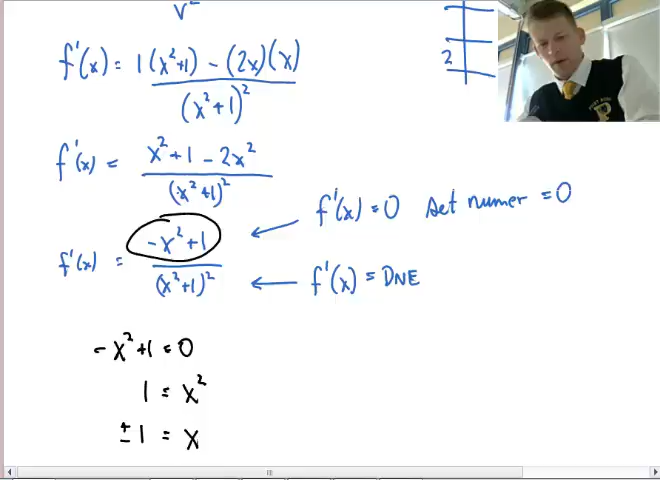 v²
2
f'(x) = 1(x²+1) - (2x)(x)
(x²+1)²
f'(x) = x²+1 - 2x²
(x²+1)²
f'(x) = 0 set numer = 0
f'(x) = -x²+1
(x²+1)²
f'(x) = DNE
-x²+1 = 0
1 = x²
±1 = x
P